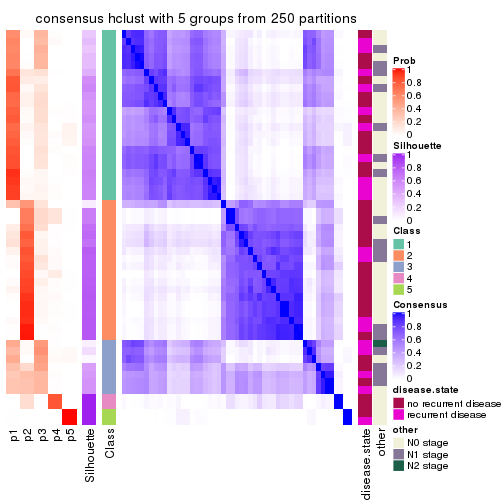 consensus hclust with 5 groups from 250 partitions
Prob
1
0.8
0.6
0.4
0.2
0
Silhouette
1
0.8
0.6
0.4
0.2
0
Class
1
2
3
4
5
Consensus
1
0.8
0.6
0.4
0.2
0
disease.state
no recurrent disease
recurrent disease
other
N0 stage
N1 stage
N2 stage
p1
p2
p3
p4
p5
Silhouette
Class
disease.state
other